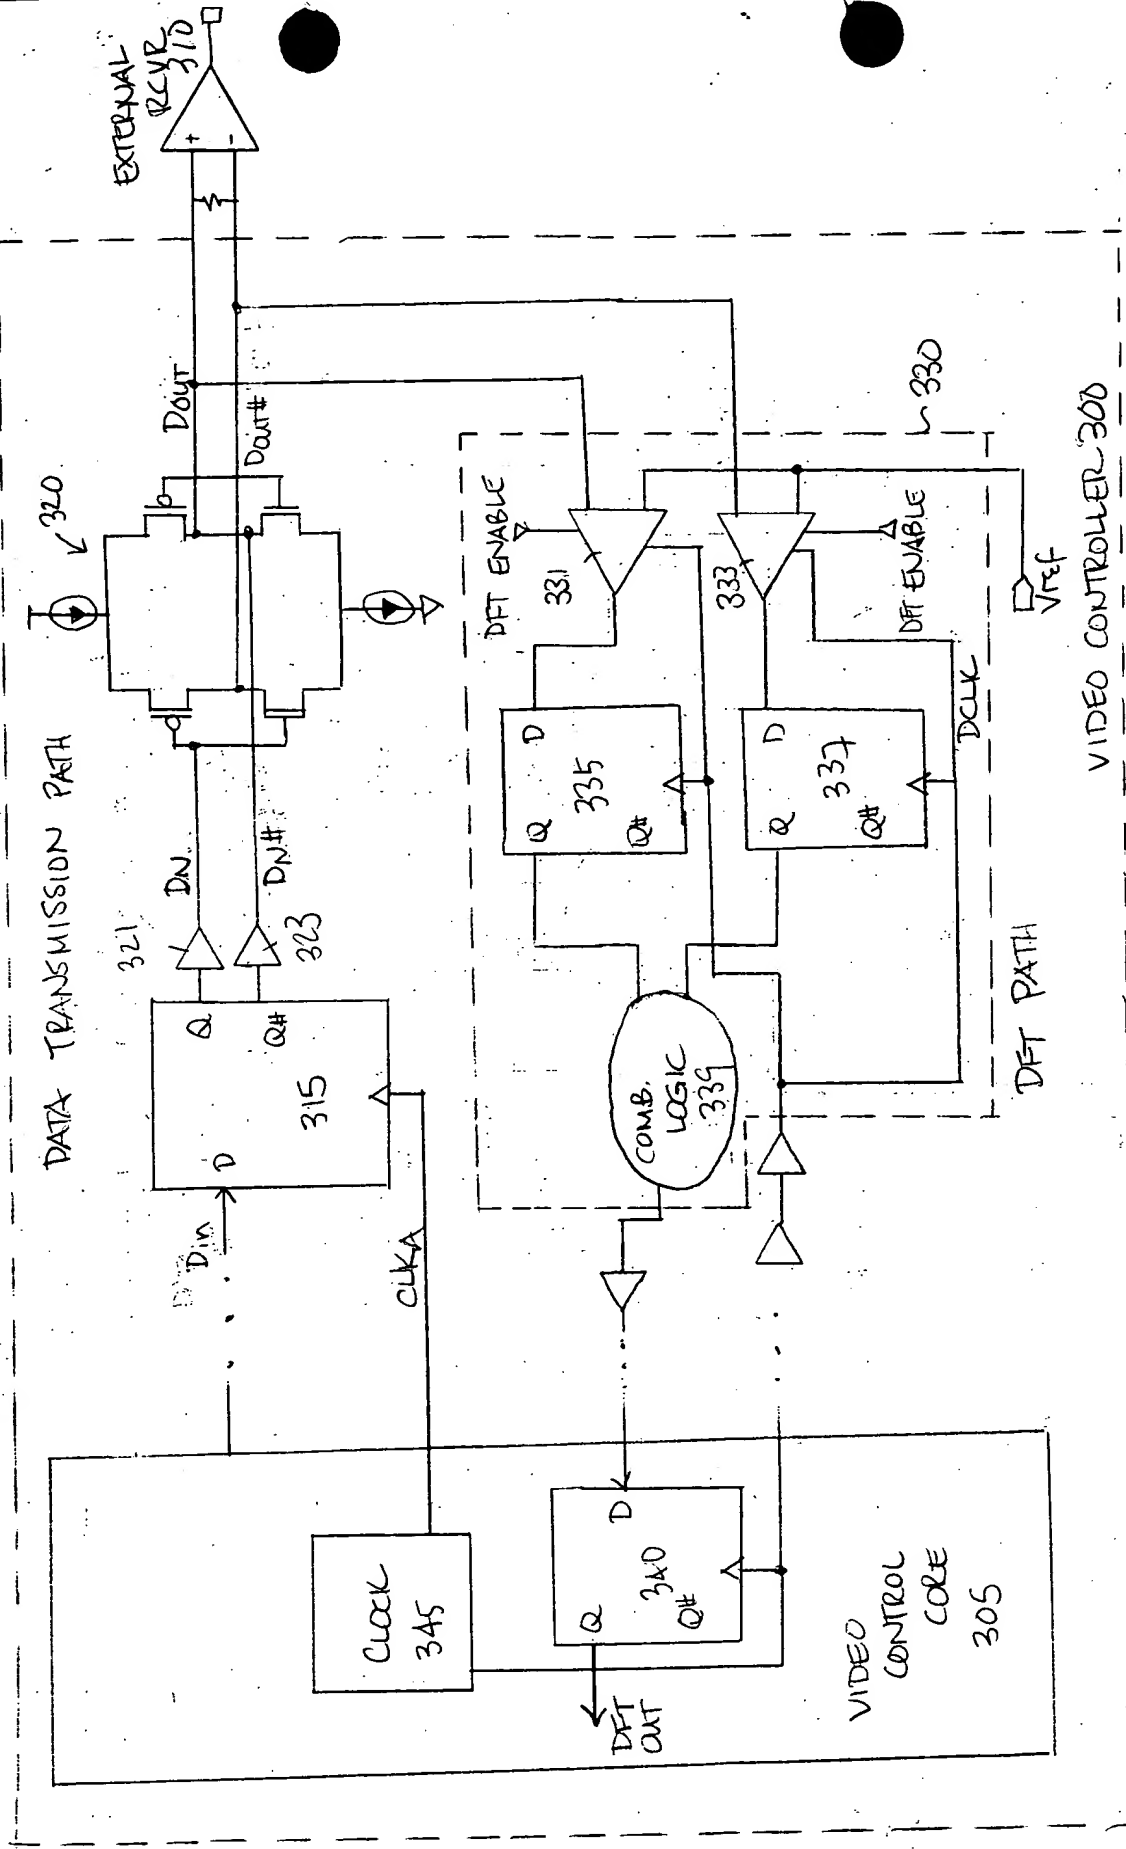 DATA TRANSMISSION PATH
320
EXTERNAL
RCVR
310
+
-
Din
D
315
Q
Q#
321
323
DN
DN#
DOUT
Dout#
CLK
CLOCK
345
DFT
OUT
Q
Q#
340
D
VIDEO
CONTROL
CORE
305
COMB.
LOGIC
339
Q
Q#
335
D
Q
Q#
337
D
DFT ENABLE
331
333
DFT ENABLE
DCLK
330
Vref
DFT PATH
VIDEO CONTROLLER 300